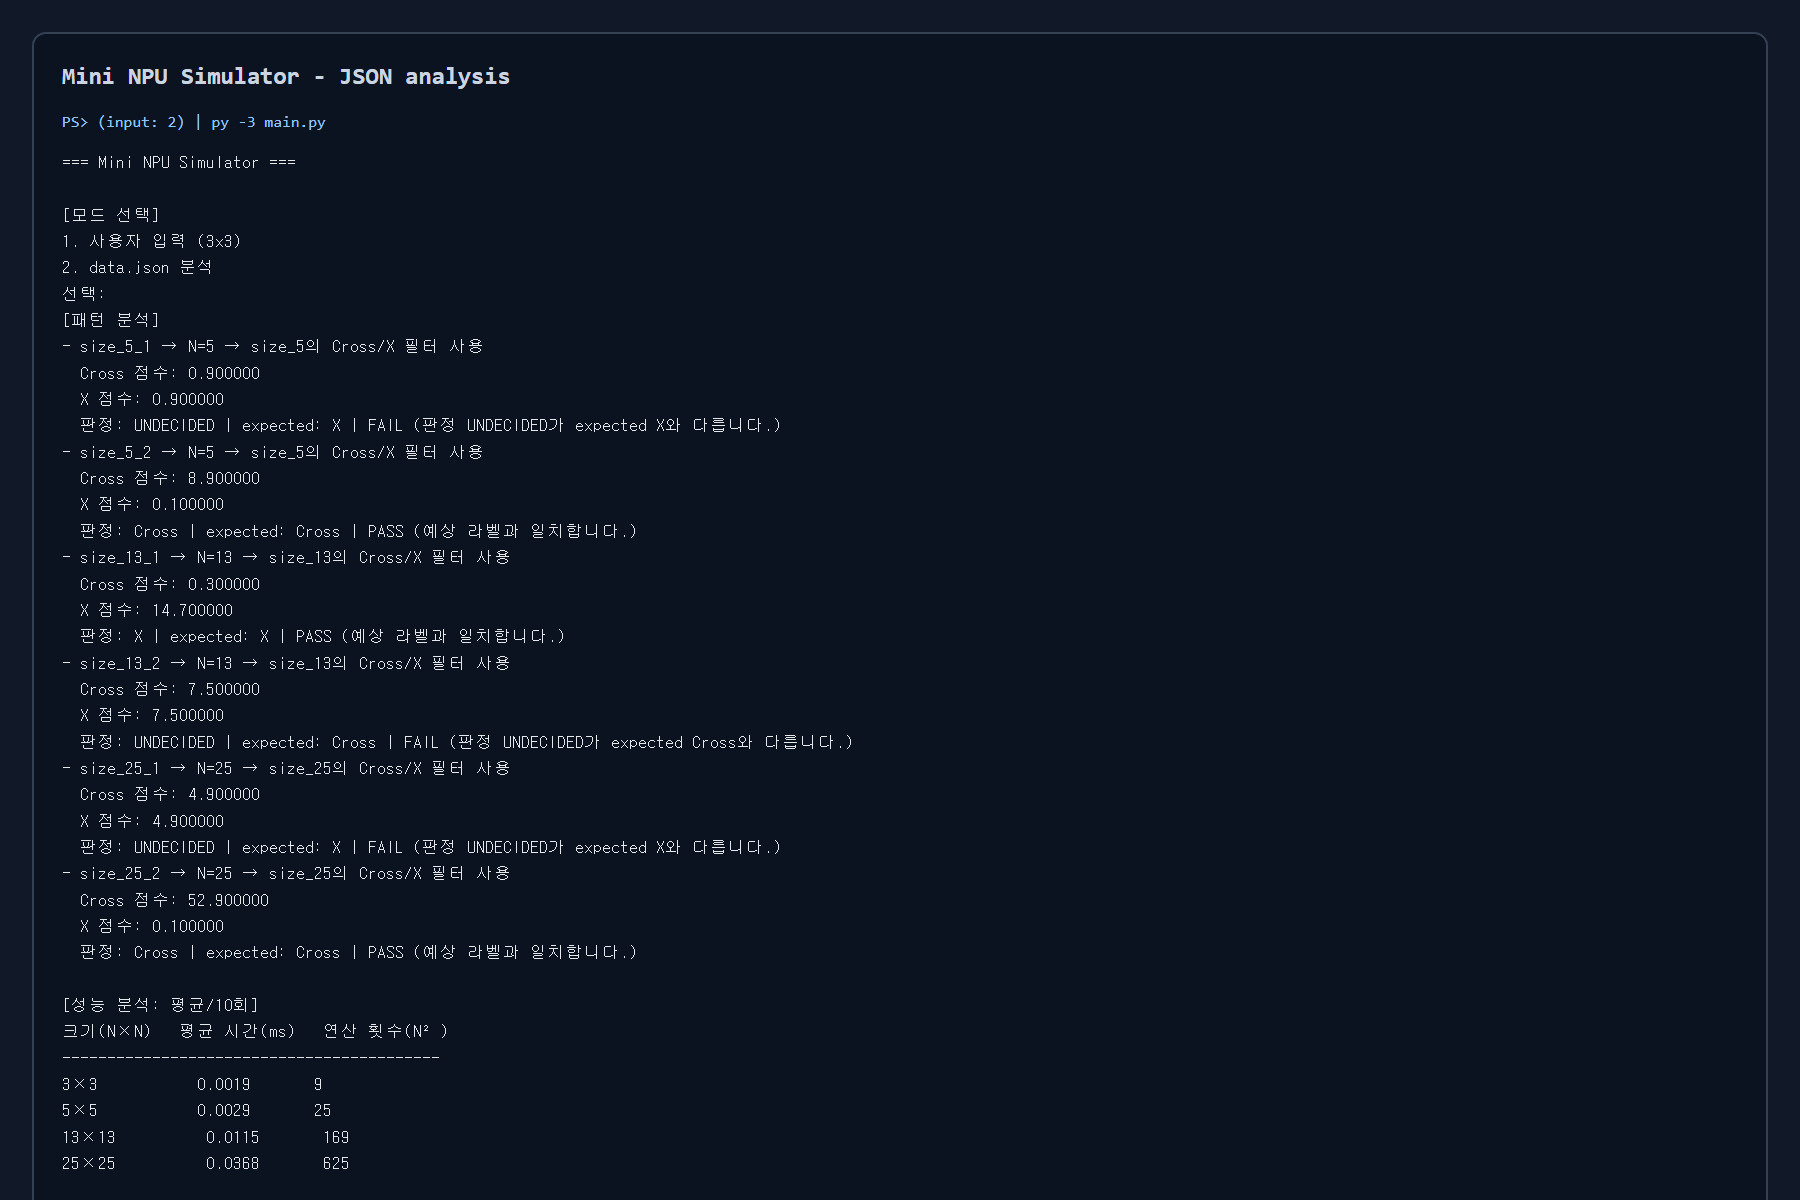 Mini NPU Simulator - JSON analysis
PS> (input: 2) | py -3 main.py
=== Mini NPU Simulator ===
[모드 선택]
1. 사용자 입력 (3x3)
2. data.json 분석
선택:
[패턴 분석]
- size_5_1 → N=5 → size_5의 Cross/X 필터 사용
Cross 점수: 0.900000
X 점수: 0.900000
판정: UNDECIDED | expected: X | FAIL (판정 UNDECIDED가 expected X와 다릅니다.)
- size_5_2 → N=5 → size_5의 Cross/X 필터 사용
Cross 점수: 8.900000
X 점수: 0.100000
판정: Cross | expected: Cross | PASS (예상 라벨과 일치합니다.)
- size_13_1 → N=13 → size_13의 Cross/X 필터 사용
Cross 점수: 0.300000
X 점수: 14.700000
판정: X | expected: X | PASS (예상 라벨과 일치합니다.)
- size_13_2 → N=13 → size_13의 Cross/X 필터 사용
Cross 점수: 7.500000
X 점수: 7.500000
판정: UNDECIDED | expected: Cross | FAIL (판정 UNDECIDED가 expected Cross와 다릅니다.)
- size_25_1 → N=25 → size_25의 Cross/X 필터 사용
Cross 점수: 4.900000
X 점수: 4.900000
판정: UNDECIDED | expected: X | FAIL (판정 UNDECIDED가 expected X와 다릅니다.)
- size_25_2 → N=25 → size_25의 Cross/X 필터 사용
Cross 점수: 52.900000
X 점수: 0.100000
판정: Cross | expected: Cross | PASS (예상 라벨과 일치합니다.)
[성능 분석: 평균/10회]
크기(N×N) 평균 시간(ms) 연산 횟수(N² )
------------------------------------------
3×3 0.0019 9
5×5 0.0029 25
13×13 0.0115 169
25×25 0.0368 625